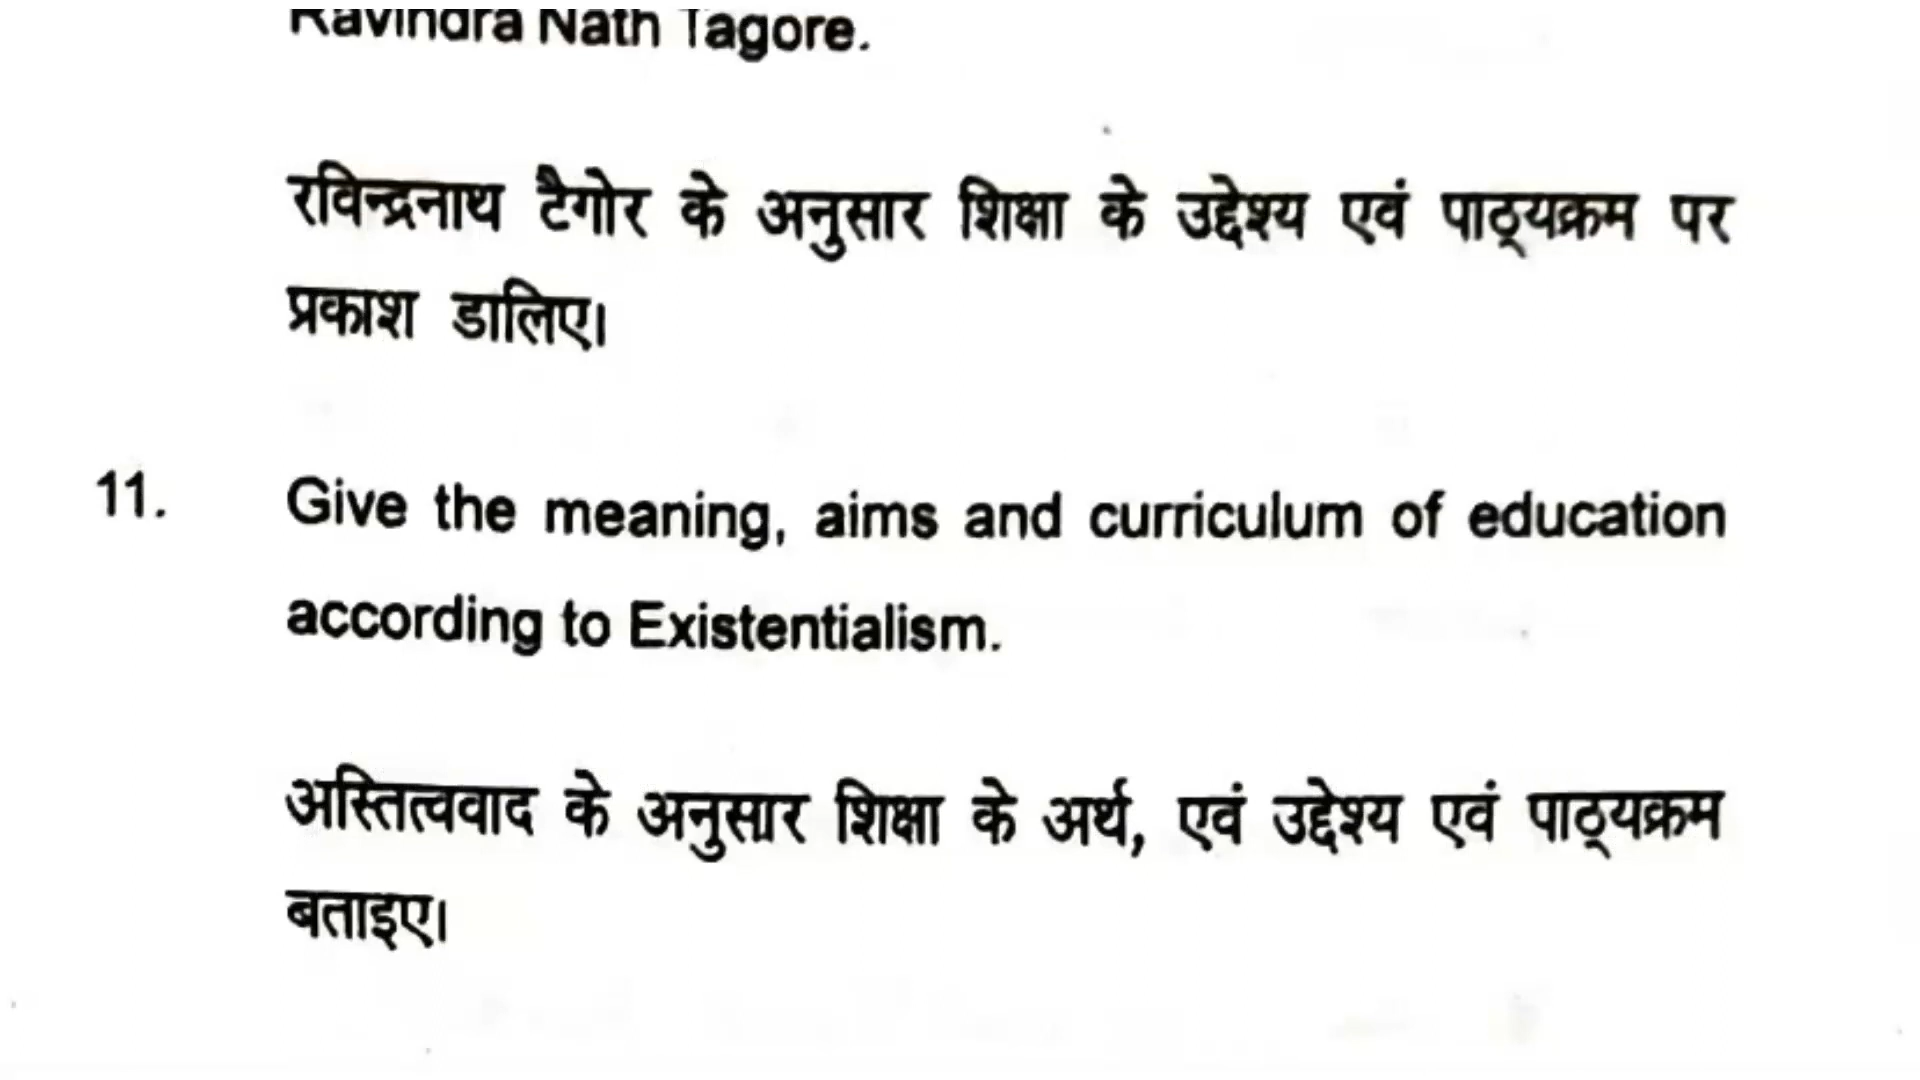 Ravindra Nath Tagore.
रविन्द्रनाथ टैगोर के अनुसार शिक्षा के उद्देश्य एवं पाठ्यक्रम पर
प्रकाश डालिए।
11. Give the meaning, aims and curriculum of education
according to Existentialism.
अस्तित्ववाद के अनुसार शिक्षा के अर्थ, एवं उद्देश्य एवं पाठ्यक्रम
बताइए।